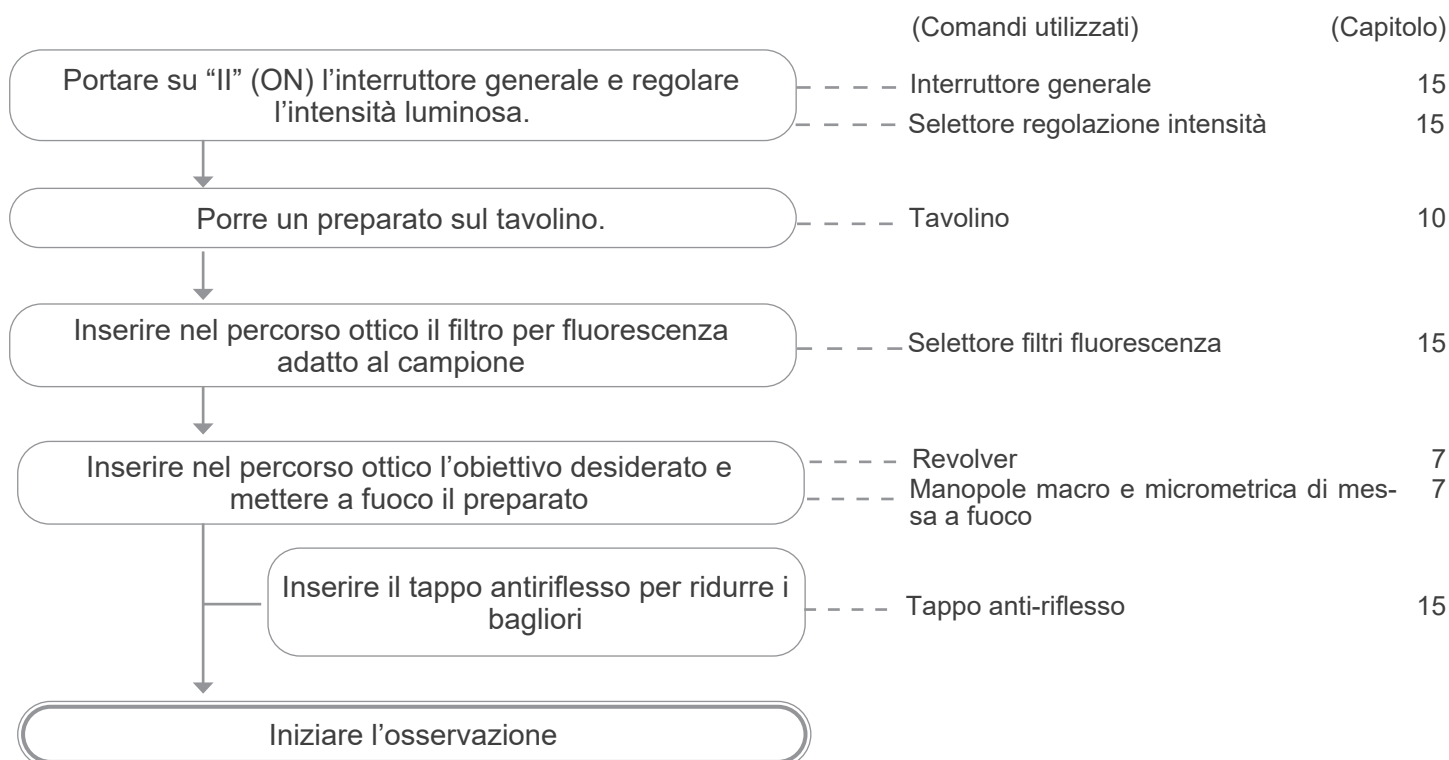 (Comandi utilizzati) (Capitolo)
Portare su “II” (ON) l’interruttore generale e regolare
l’intensità luminosa.
Interruttore generale 15
Selettore regolazione intensità 15
Porre un preparato sul tavolino.
Tavolino 10
Inserire nel percorso ottico il filtro per fluorescenza
adatto al campione
Selettore filtri fluorescenza 15
Inserire nel percorso ottico l’obiettivo desiderato e
mettere a fuoco il preparato
Revolver 7
Manopole macro e micrometrica di mes- 7
sa a fuoco
Inserire il tappo antiriflesso per ridurre i
bagliori
Tappo anti-riflesso 15
Iniziare l’osservazione